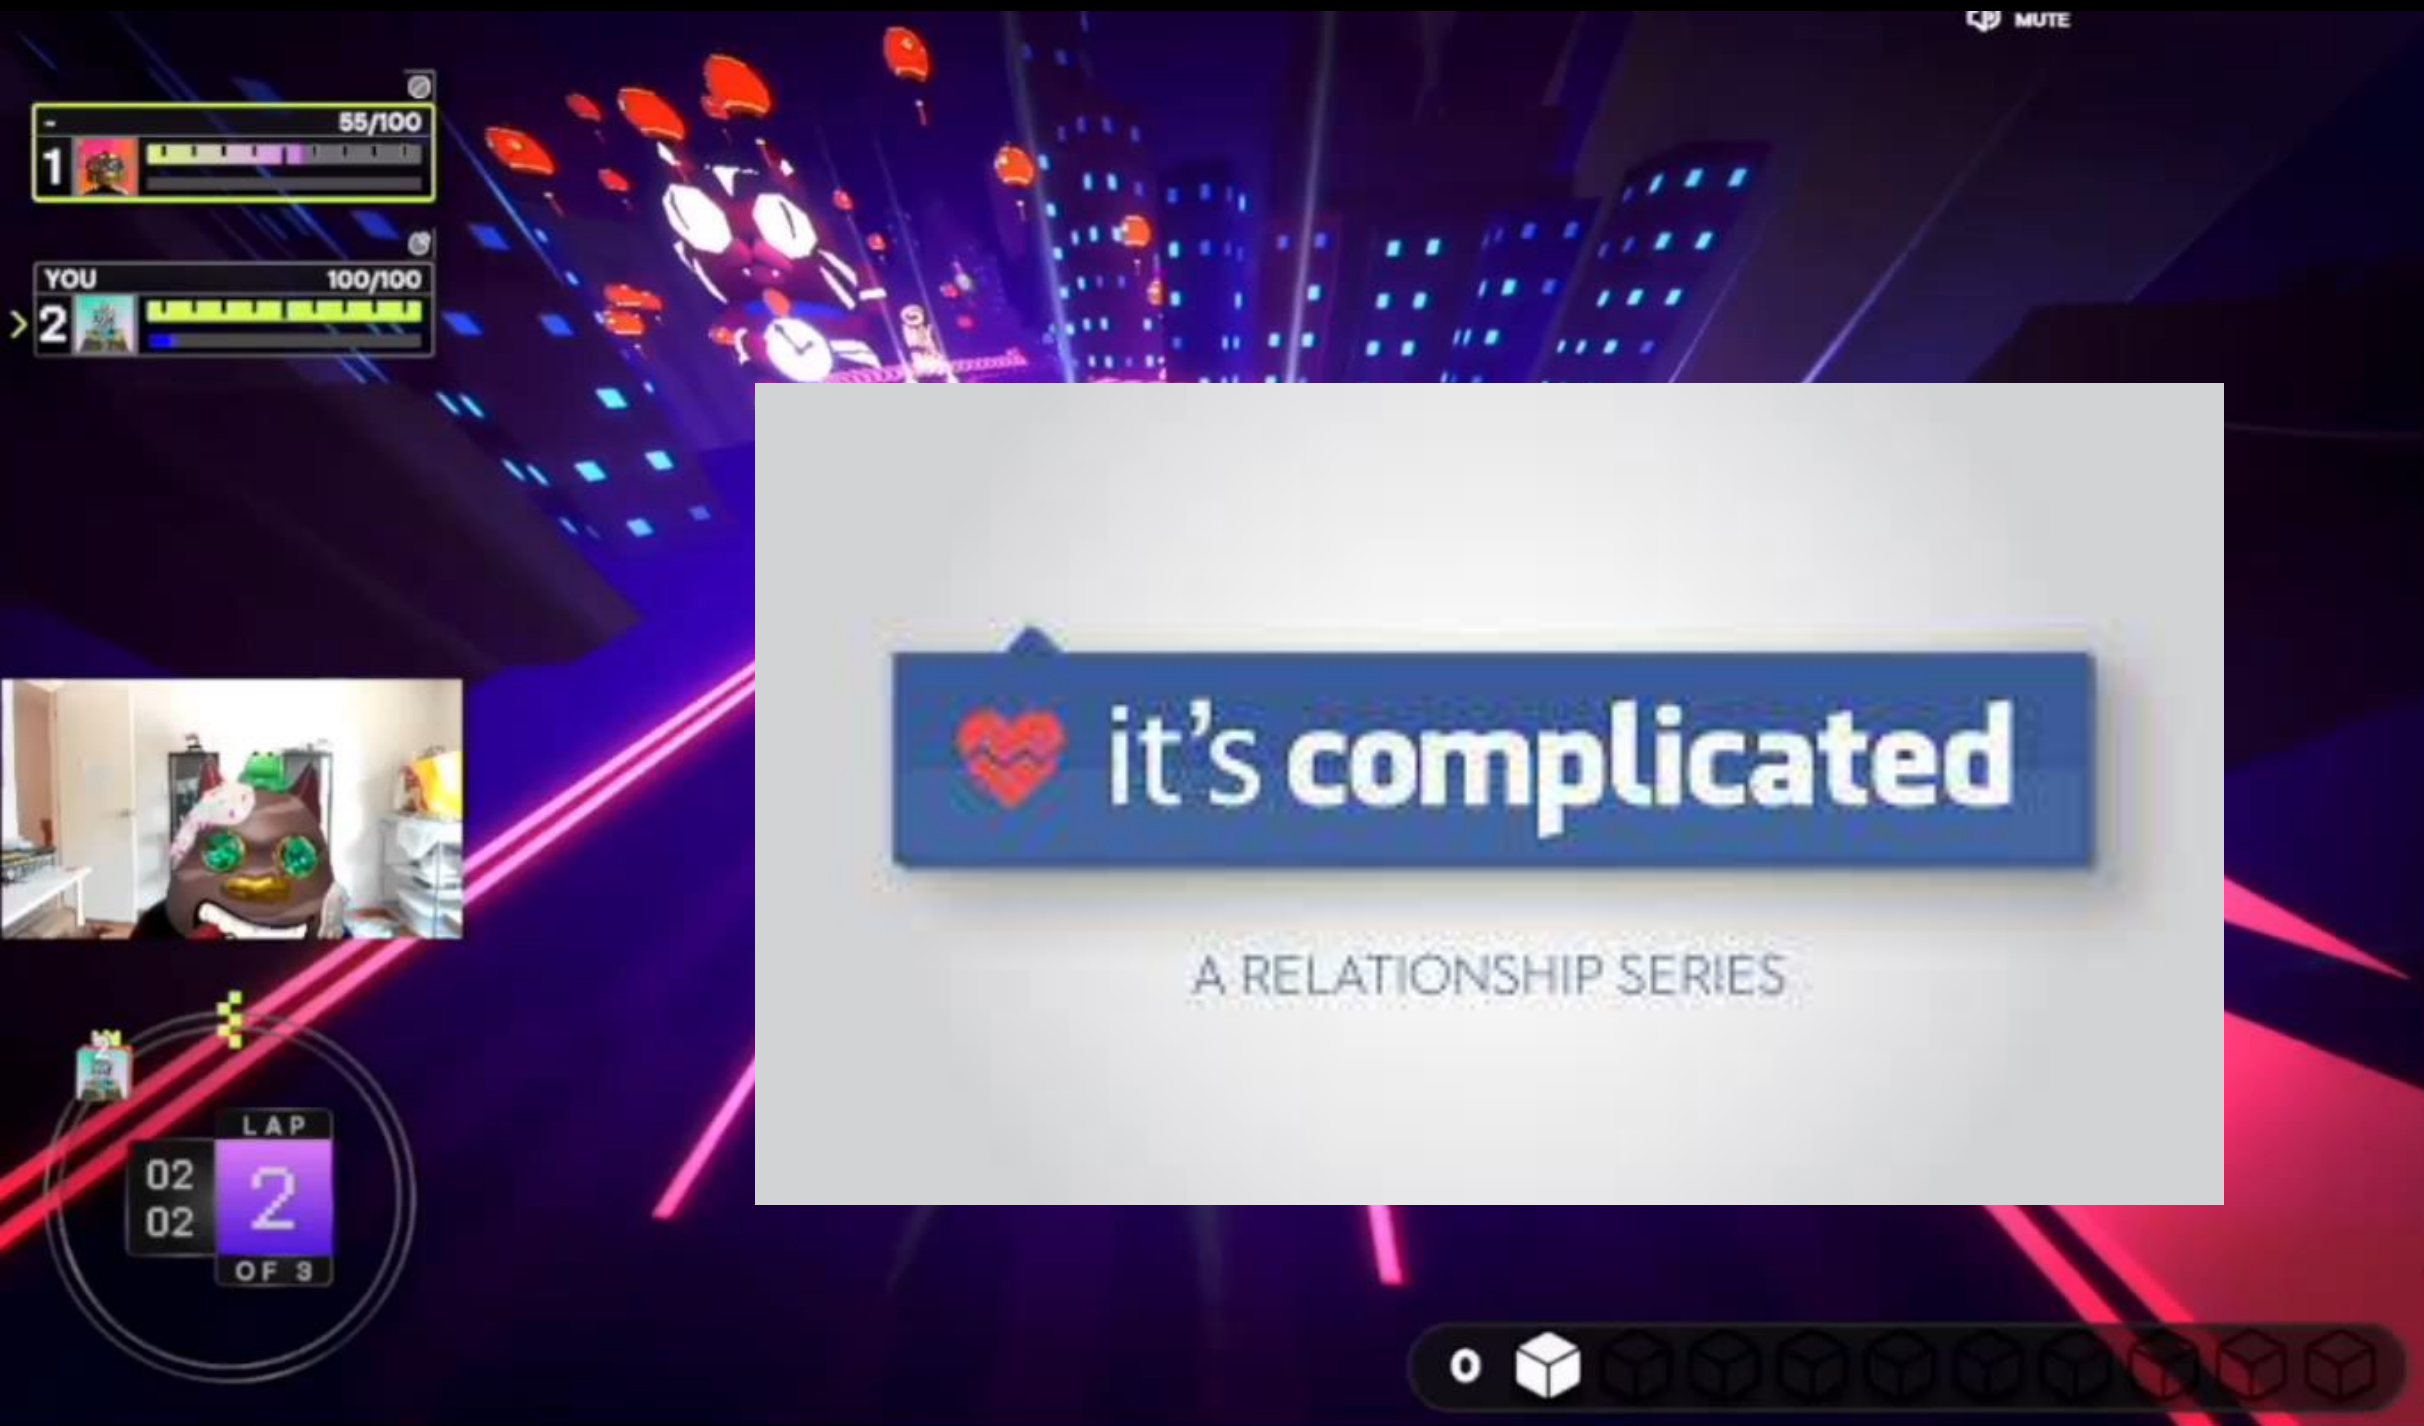 MUTE
- 55/100
1
YOU 100/100
2
it's complicated
A RELATIONSHIP SERIES
2
LAP
02
02
2
OF 3
0